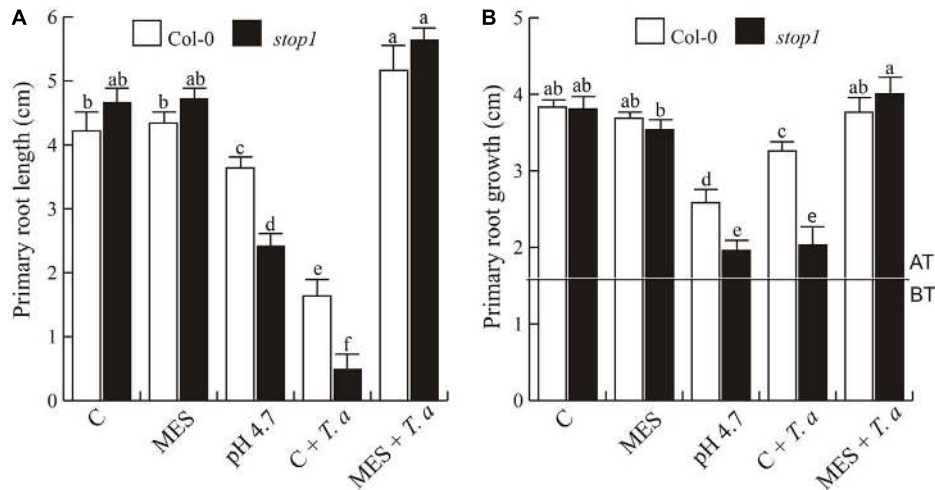 A
Primary root length (cm)
6
5
4
3
2
1
0
Col-0
stop1
b
ab
b
ab
c
d
e
f
a
a
C
MES
pH 4.7
C + T. a
MES + T. a
B
Primary root growth (cm)
5
4
3
2
1
0
Col-0
stop1
ab
ab
ab
b
d
e
c
e
ab
a
AT
BT
C
MES
pH 4.7
C + T. a
MES + T. a